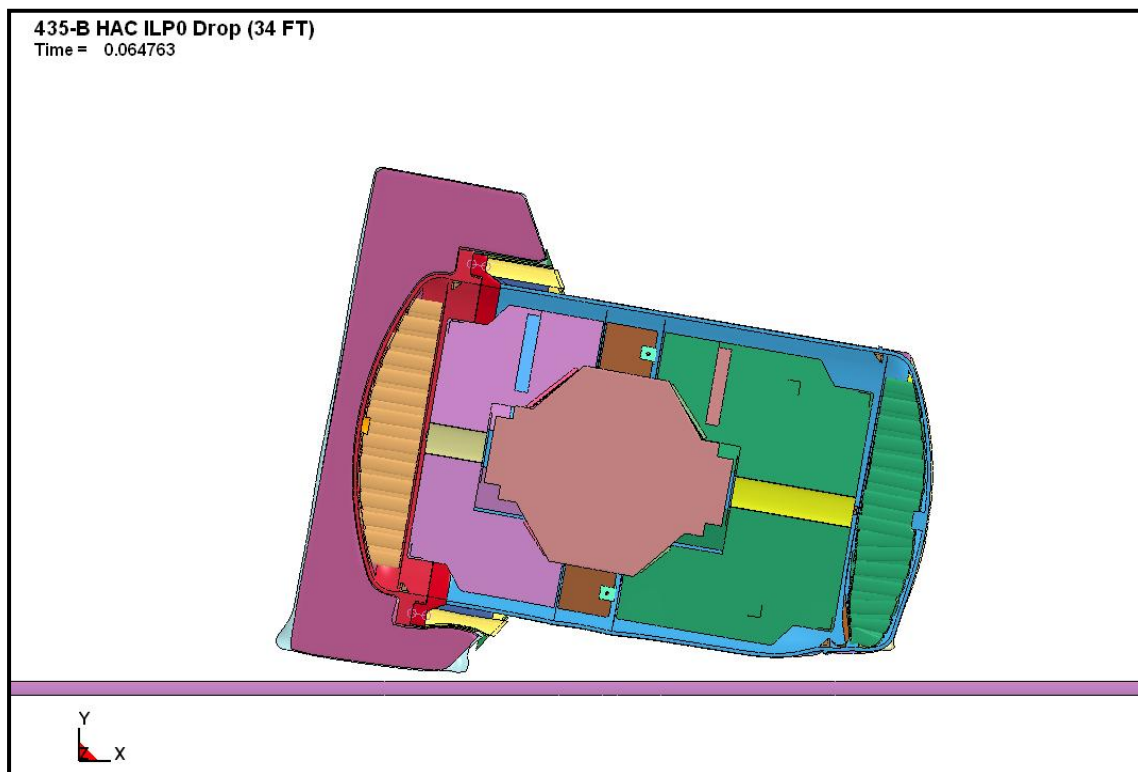 435-B HAC ILP0 Drop (34 FT)
Time = 0.064763
Y
Z X